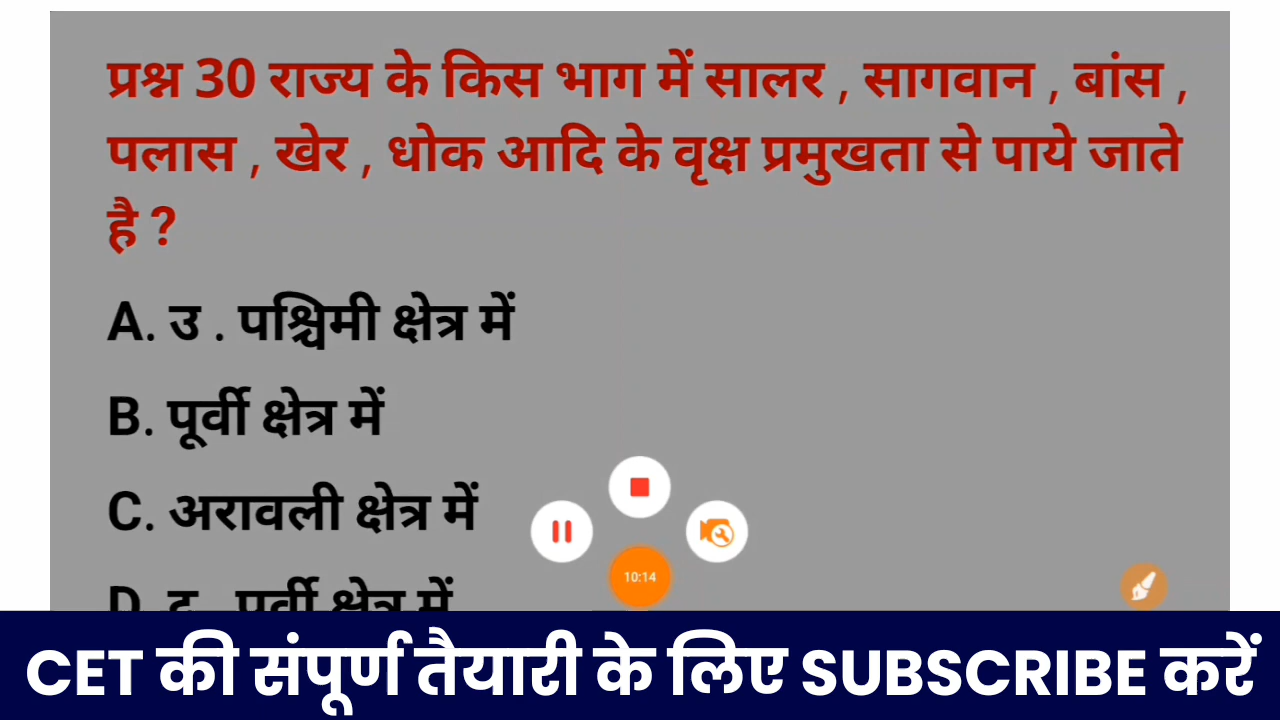 प्रश्न 30 राज्य के किस भाग में सालर , सागवान , बांस ,
पलास , खेर , धोक आदि के वृक्ष प्रमुखता से पाये जाते
है ?
A. उ . पश्चिमी क्षेत्र में
B. पूर्वी क्षेत्र में
C. अरावली क्षेत्र में
10:14
D. द . पूर्वी क्षेत्र में
CET की संपूर्ण तैयारी के लिए SUBSCRIBE करें